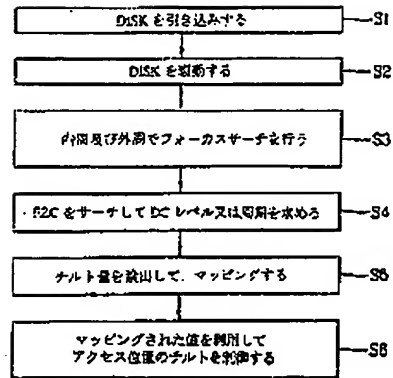 DISK を引き込みする
S1
DISK を駆動する
S2
内周及び外周でフォーカスサーチを行う
S3
をサーチして DC レベル又は周期を求める
S4
チルト量を検出して、マッピングする
S5
マッピングされた値を利用して
アクセス位置のチルトを制御する
S6